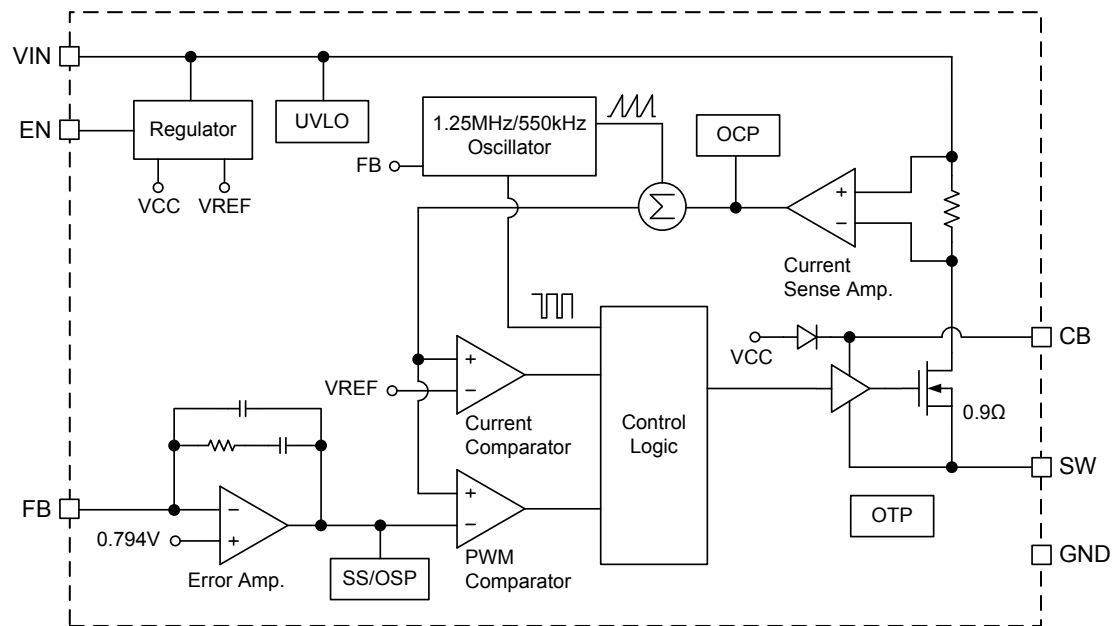 VIN
EN
Regulator
UVLO
1.25MHz/550kHz
Oscillator
OCP
FB
VCC
VREF
Σ
+
−
Current
Sense Amp.
CB
VCC
VREF
+
−
Current
Comparator
Control
Logic
0.9Ω
SW
FB
−
+
0.794V
Error Amp.
SS/OSP
+
−
PWM
Comparator
OTP
GND